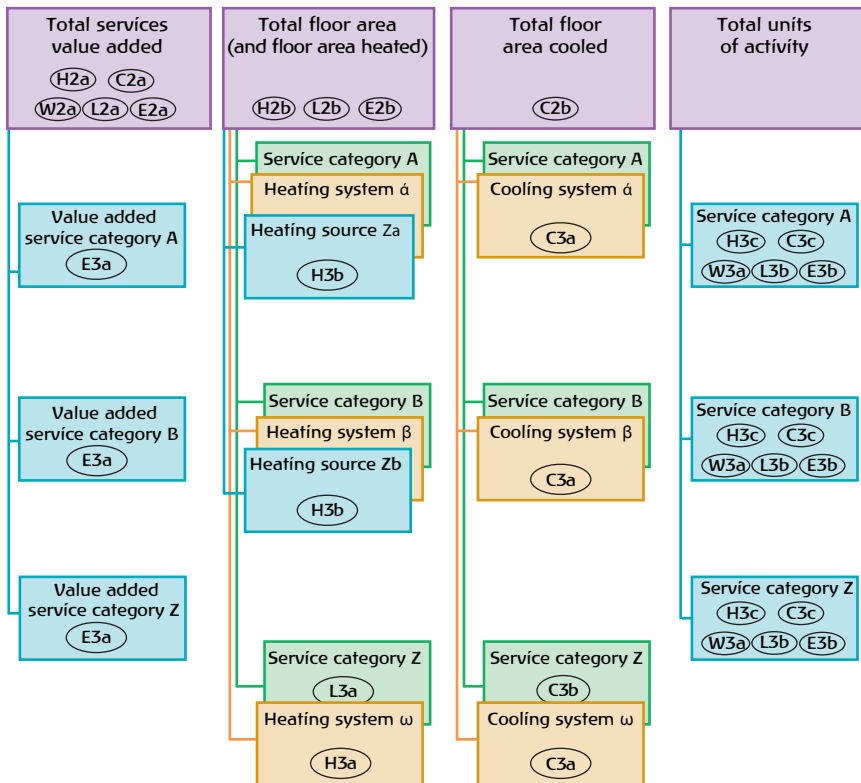 Total services
value added
H2a C2a
W2a L2a E2a
Total floor area
(and floor area heated)
H2b L2b E2b
Total floor
area cooled
C2b
Total units
of activity
Value added
service category A
E3a
Value added
service category B
E3a
Value added
service category Z
E3a
Service category A
Heating system ά
Heating source Za
H3b
Service category B
Heating system β
Heating source Zb
H3b
Service category Z
L3a
Heating system ω
H3a
Service category A
Cooling system ά
C3a
Service category B
Cooling system β
C3a
Service category Z
C3b
Cooling system ω
C3a
Service category A
H3c C3c
W3a L3b E3b
Service category B
H3c C3c
W3a L3b E3b
Service category Z
H3c C3c
W3a L3b E3b